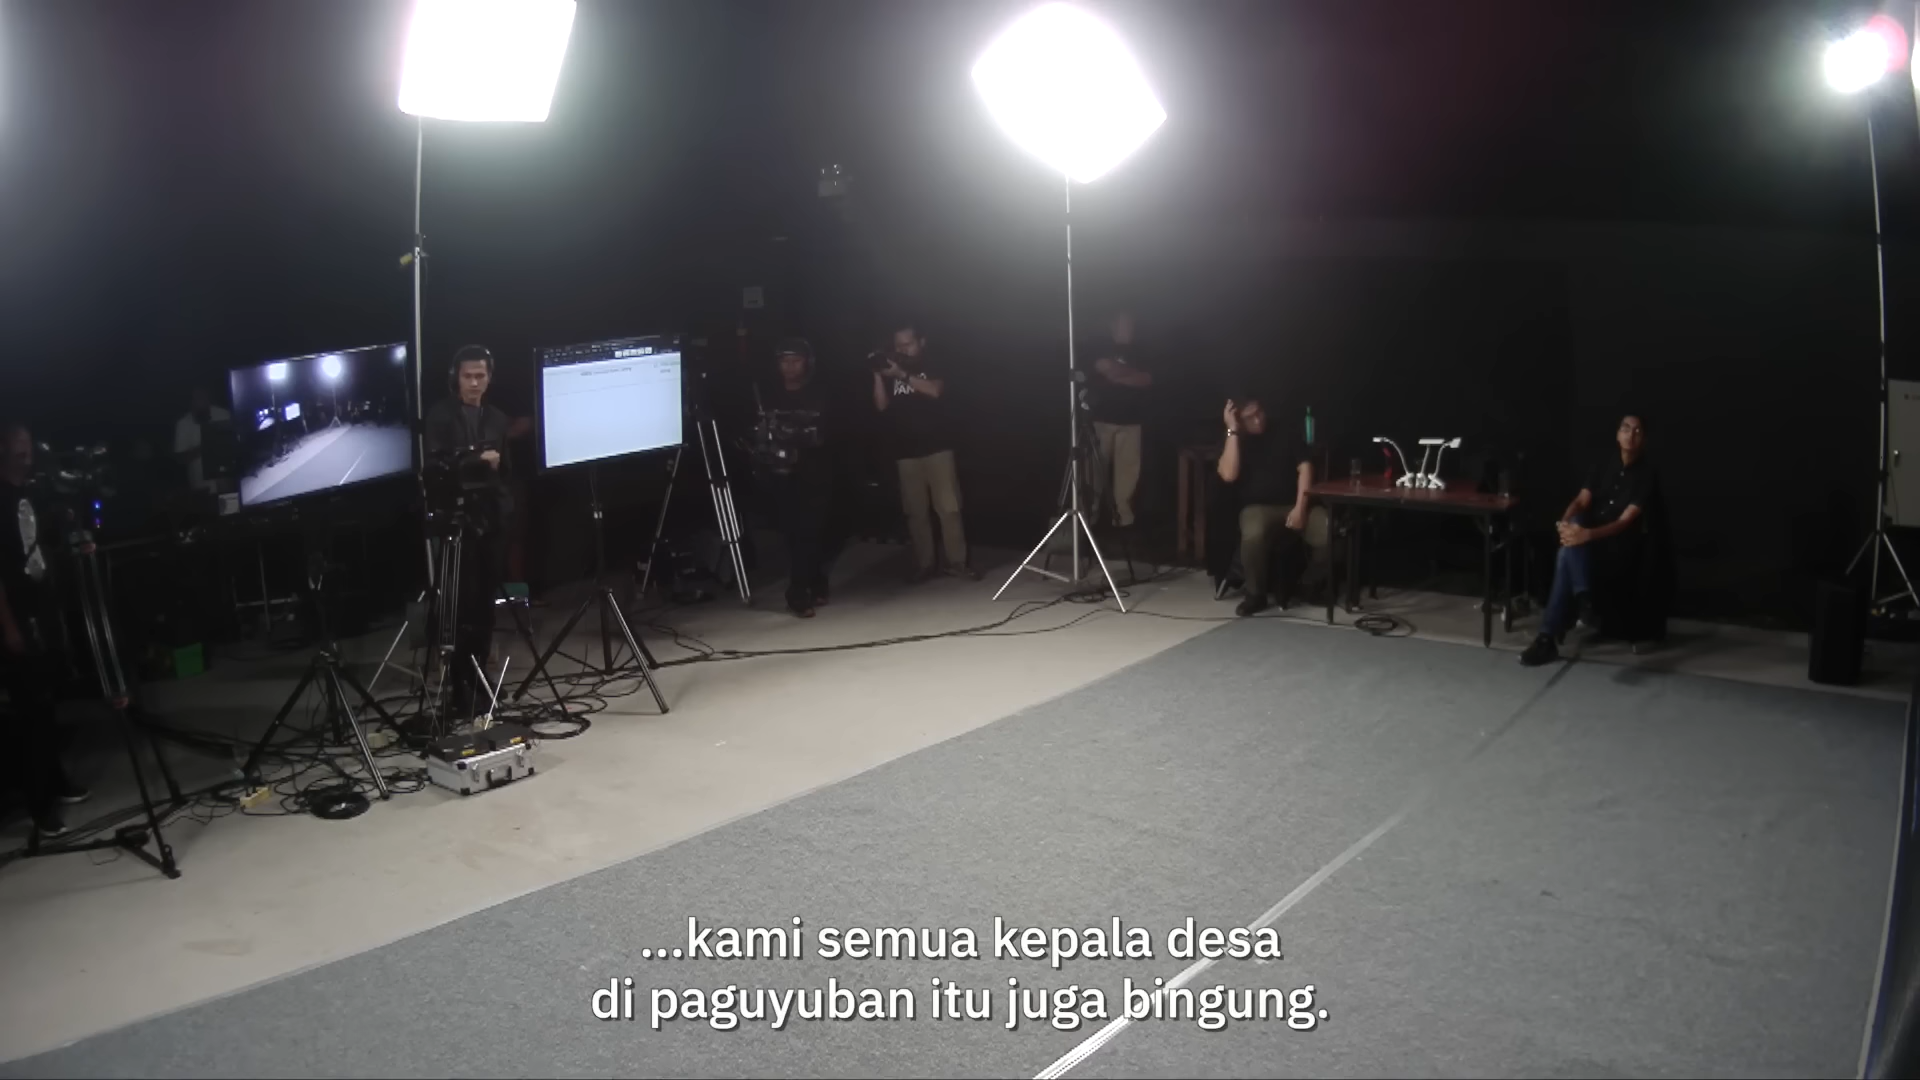 ...kami semua kepala desa
di paguyuban itu juga bingung.